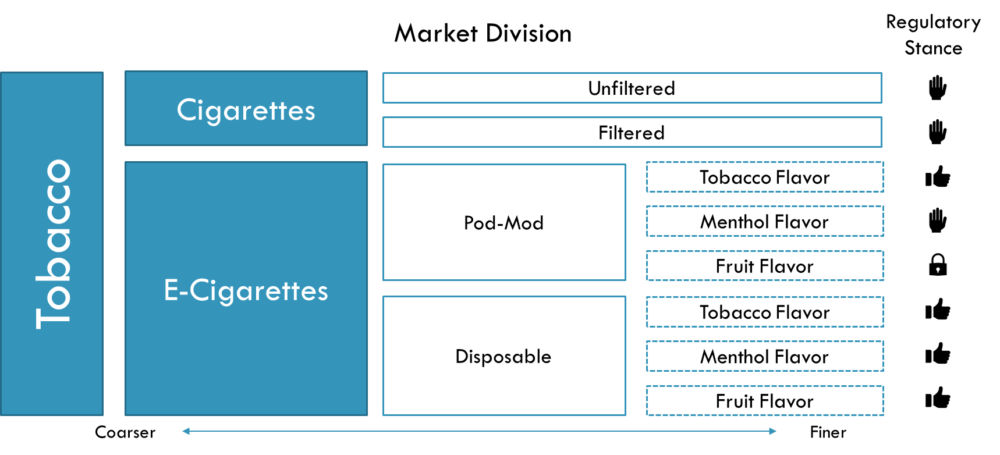 Market Division
Regulatory
Stance
Tobacco
Cigarettes
Unfiltered
Filtered
E-Cigarettes
Pod-Mod
Tobacco Flavor
Menthol Flavor
Fruit Flavor
Disposable
Tobacco Flavor
Menthol Flavor
Fruit Flavor
Coarser
Finer